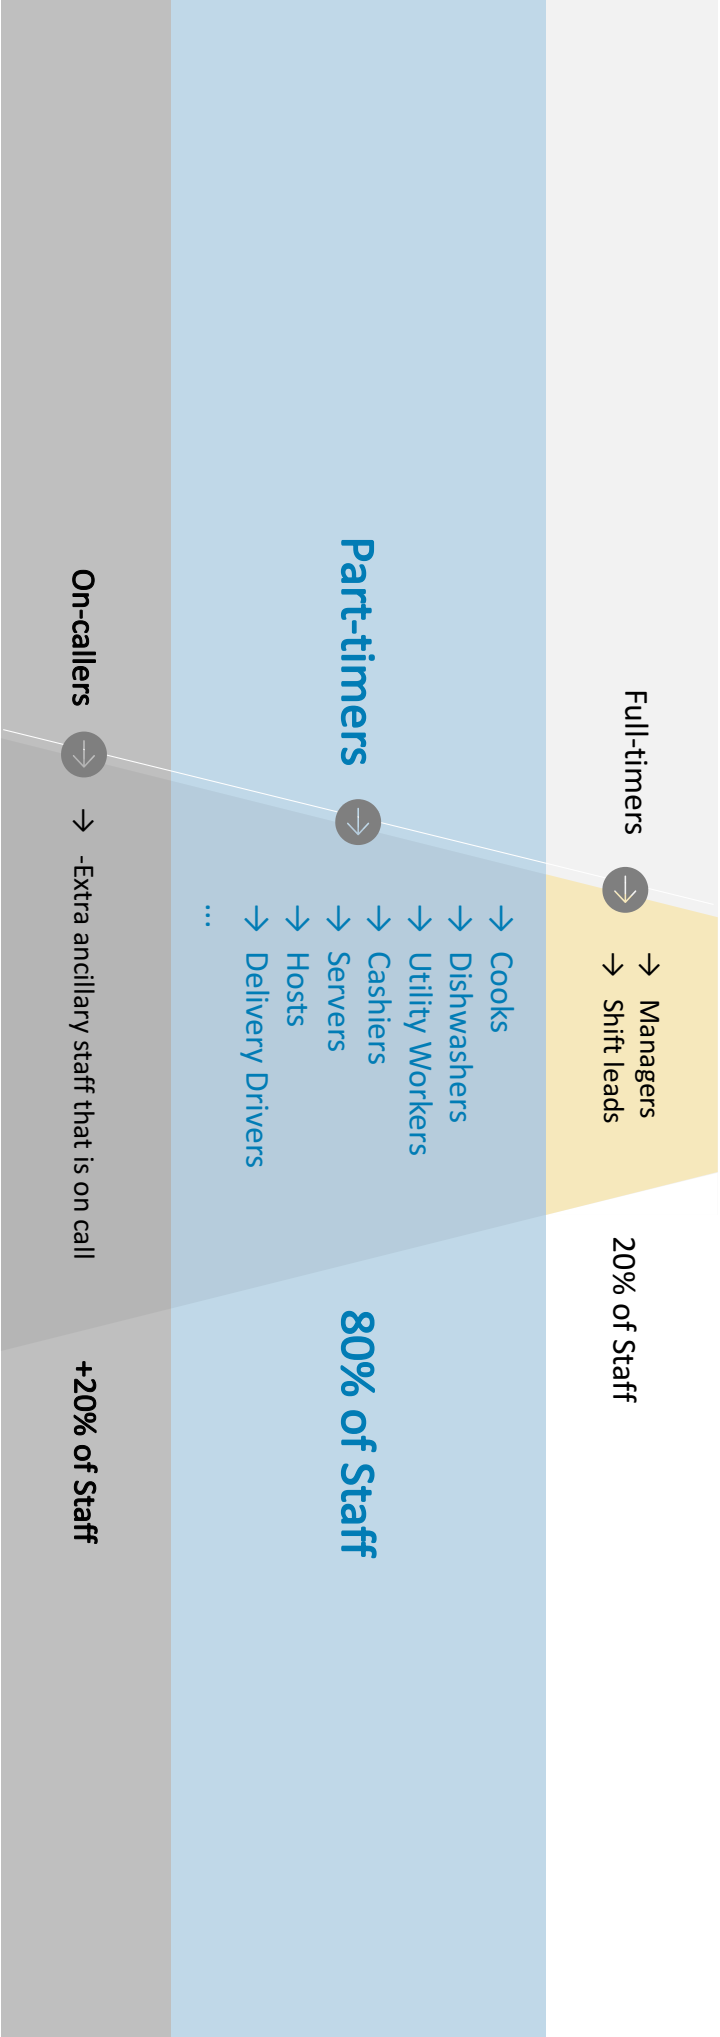 Full-timers
→ Managers
→ Shift leads
20% of Staff
Part-timers
→ Cooks
→ Dishwashers
→ Utility Workers
→ Cashiers
→ Servers
→ Hosts
→ Delivery Drivers
...
80% of Staff
On-callers
→ -Extra ancillary staff that is on call
+20% of Staff